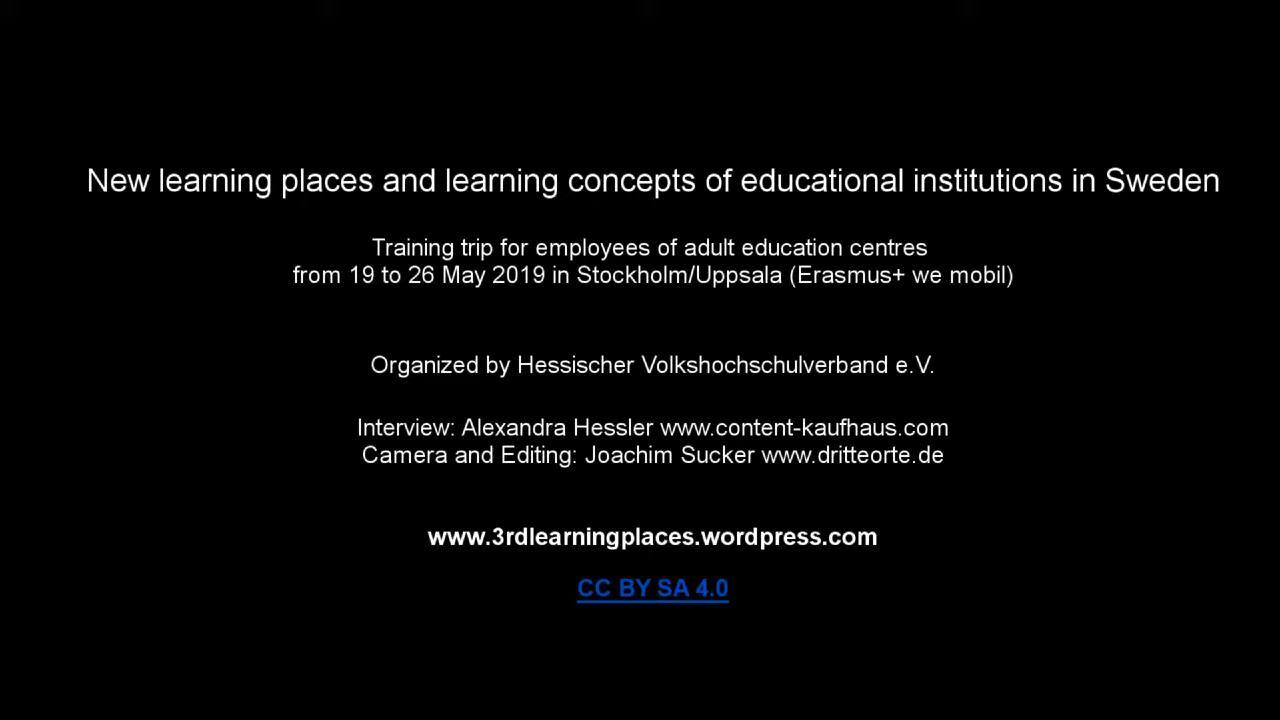 New learning places and learning concepts of educational institutions in Sweden
Training trip for employees of adult education centres
from 19 to 26 May 2019 in Stockholm/Uppsala (Erasmus+ we mobil)
Organized by Hessischer Volkshochschulverband e.V.
Interview: Alexandra Hessler www.content-kaufhaus.com
Camera and Editing: Joachim Sucker www.dritteorte.de
www.3rdlearningplaces.wordpress.com
CC BY SA 4.0